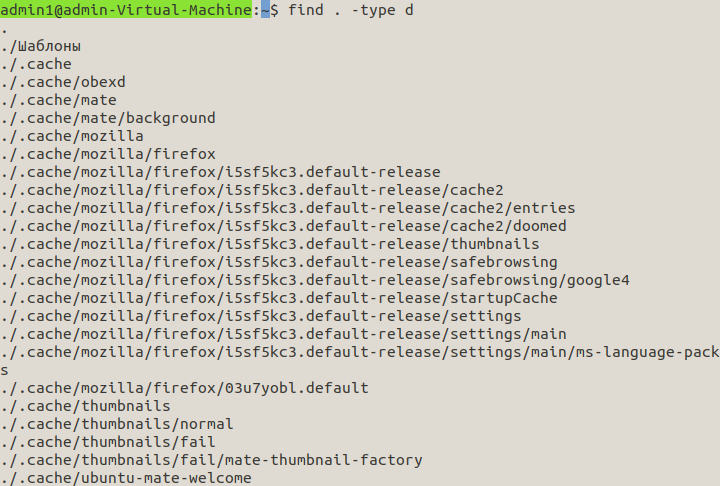 admin1@admin-Virtual-Machine:~$ find . -type d
.
./Шаблоны
./.cache
./.cache/obexd
./.cache/mate
./.cache/mate/background
./.cache/mozilla
./.cache/mozilla/firefox
./.cache/mozilla/firefox/i5sf5kc3.default-release
./.cache/mozilla/firefox/i5sf5kc3.default-release/cache2
./.cache/mozilla/firefox/i5sf5kc3.default-release/cache2/entries
./.cache/mozilla/firefox/i5sf5kc3.default-release/cache2/doomed
./.cache/mozilla/firefox/i5sf5kc3.default-release/thumbnails
./.cache/mozilla/firefox/i5sf5kc3.default-release/safebrowsing
./.cache/mozilla/firefox/i5sf5kc3.default-release/safebrowsing/google4
./.cache/mozilla/firefox/i5sf5kc3.default-release/startupCache
./.cache/mozilla/firefox/i5sf5kc3.default-release/settings
./.cache/mozilla/firefox/i5sf5kc3.default-release/settings/main
./.cache/mozilla/firefox/i5sf5kc3.default-release/settings/main/ms-language-pack
s
./.cache/mozilla/firefox/03u7yobl.default
./.cache/thumbnails
./.cache/thumbnails/normal
./.cache/thumbnails/fail
./.cache/thumbnails/fail/mate-thumbnail-factory
./.cache/ubuntu-mate-welcome